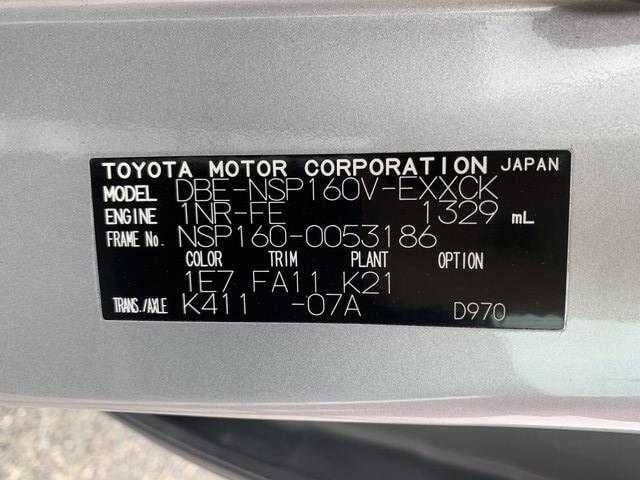 TOYOTA MOTOR CORPORATION JAPAN
MODEL DBE-NSP160V-EXXCK
ENGINE 1NR-FE 1329 mL
FRAME No. NSP160-0053186
COLOR TRIM PLANT OPTION
1E7 FA11 K21
TRANS./AXLE K411 -07A D970